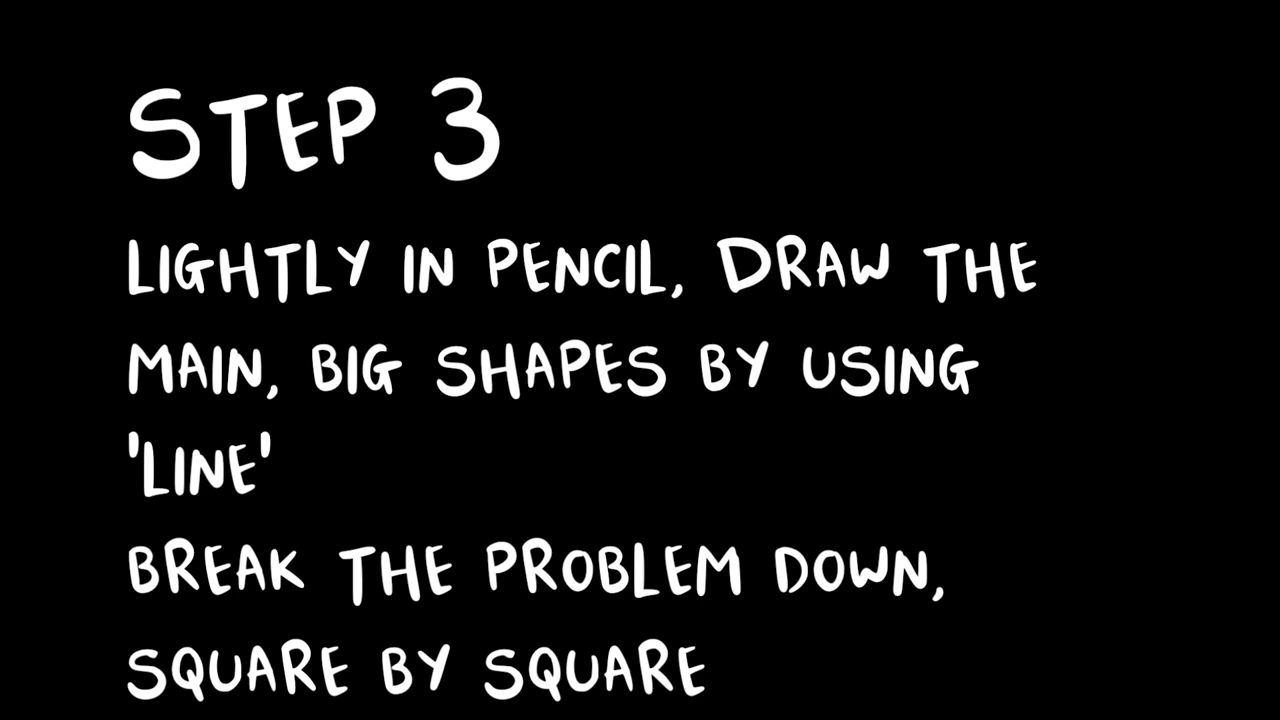 STEP 3
LIGHTLY IN PENCIL, DRAW THE
MAIN, BIG SHAPES BY USING
'LINE'
BREAK THE PROBLEM DOWN,
SQUARE BY SQUARE